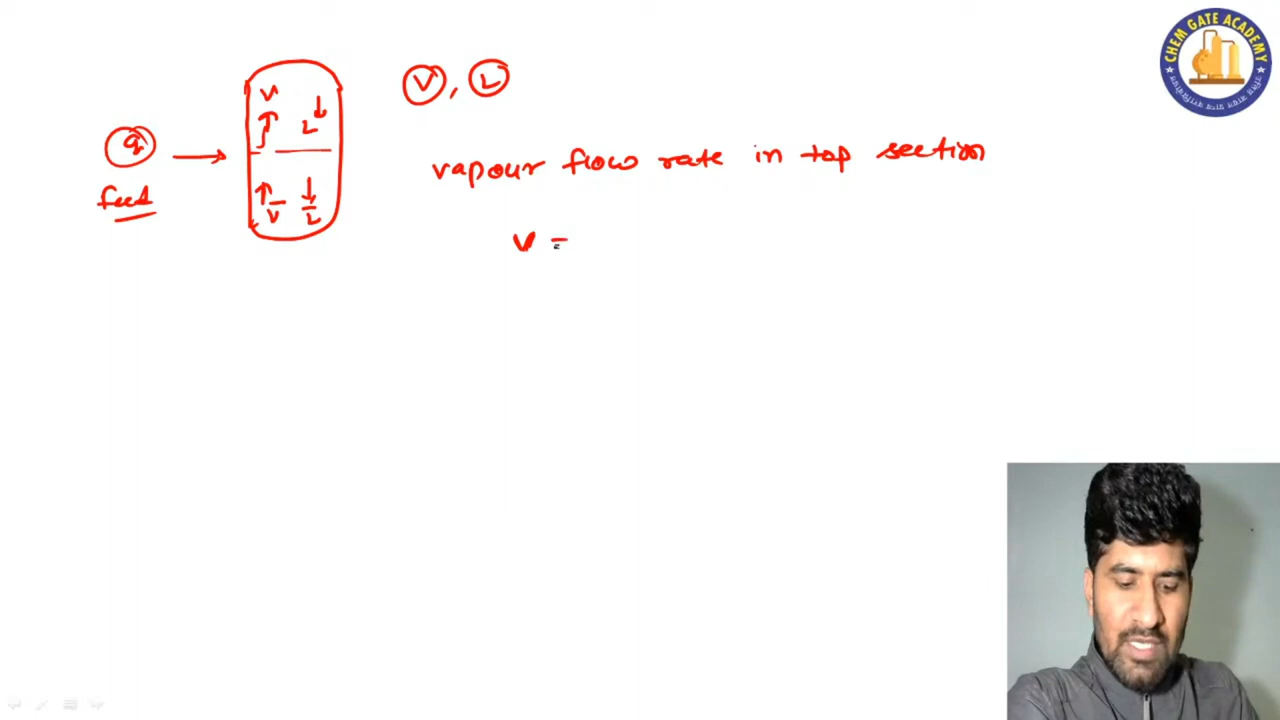 V, L
V L
q
vapour flow rate in top section
feed
V̅ L̅
V =
CHEM GATE ACADEMY